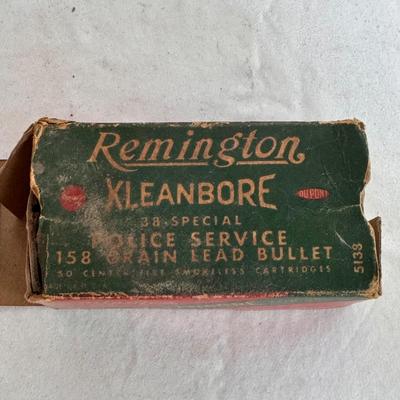 Remington
KLEANBORE
DUPONT
38·SPECIAL
POLICE SERVICE
158 GRAIN LEAD BULLET
50 CENTER FIRE SMOKELESS CARTRIDGES
5138